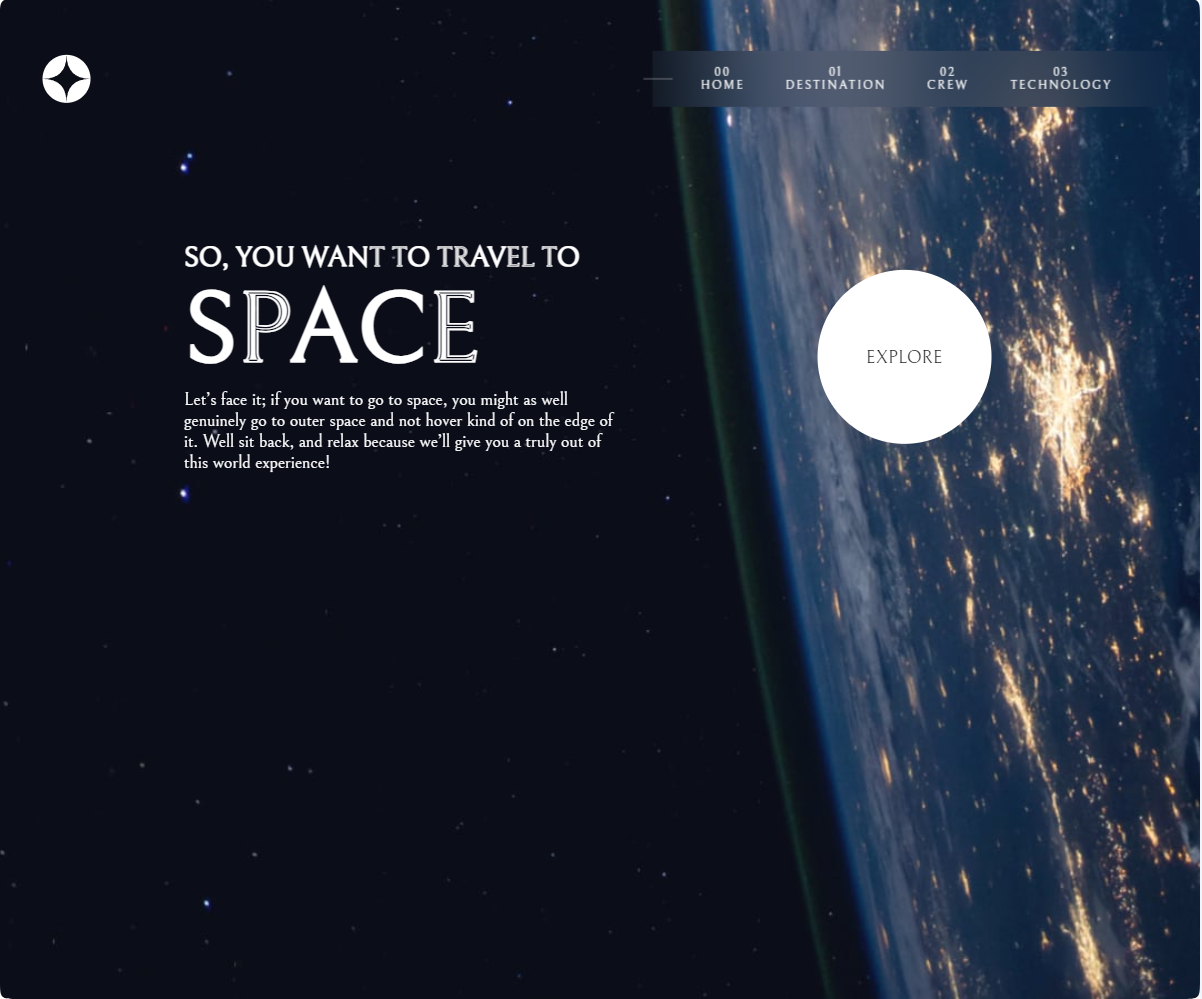 00 01 02 03
HOME DESTINATION CREW TECHNOLOGY
SO, YOU WANT TO TRAVEL TO
SPACE
Let’s face it; if you want to go to space, you might as well
genuinely go to outer space and not hover kind of on the edge of
it. Well sit back, and relax because we’ll give you a truly out of
this world experience!
EXPLORE